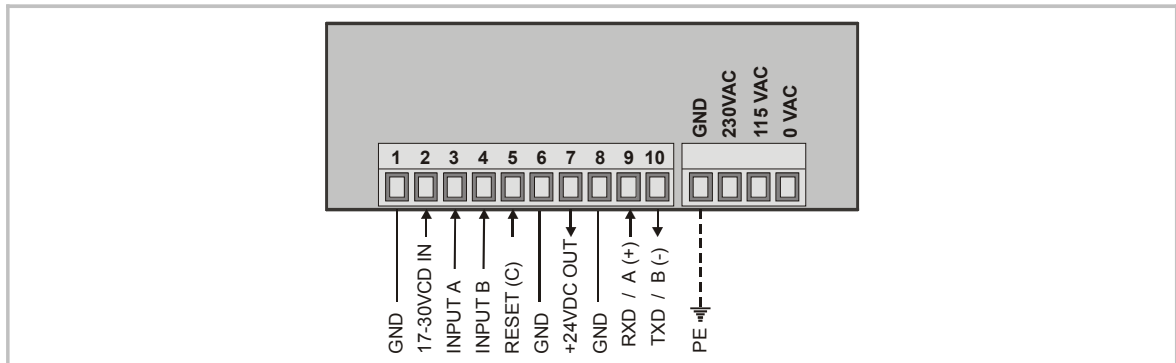 GND
230VAC
115 VAC
0 VAC
1 2 3 4 5 6 7 8 9 10
GND
17-30VCD IN
INPUT A
INPUT B
RESET (C)
GND
+24VDC OUT
GND
RXD / A (+)
TXD / B (-)
PE